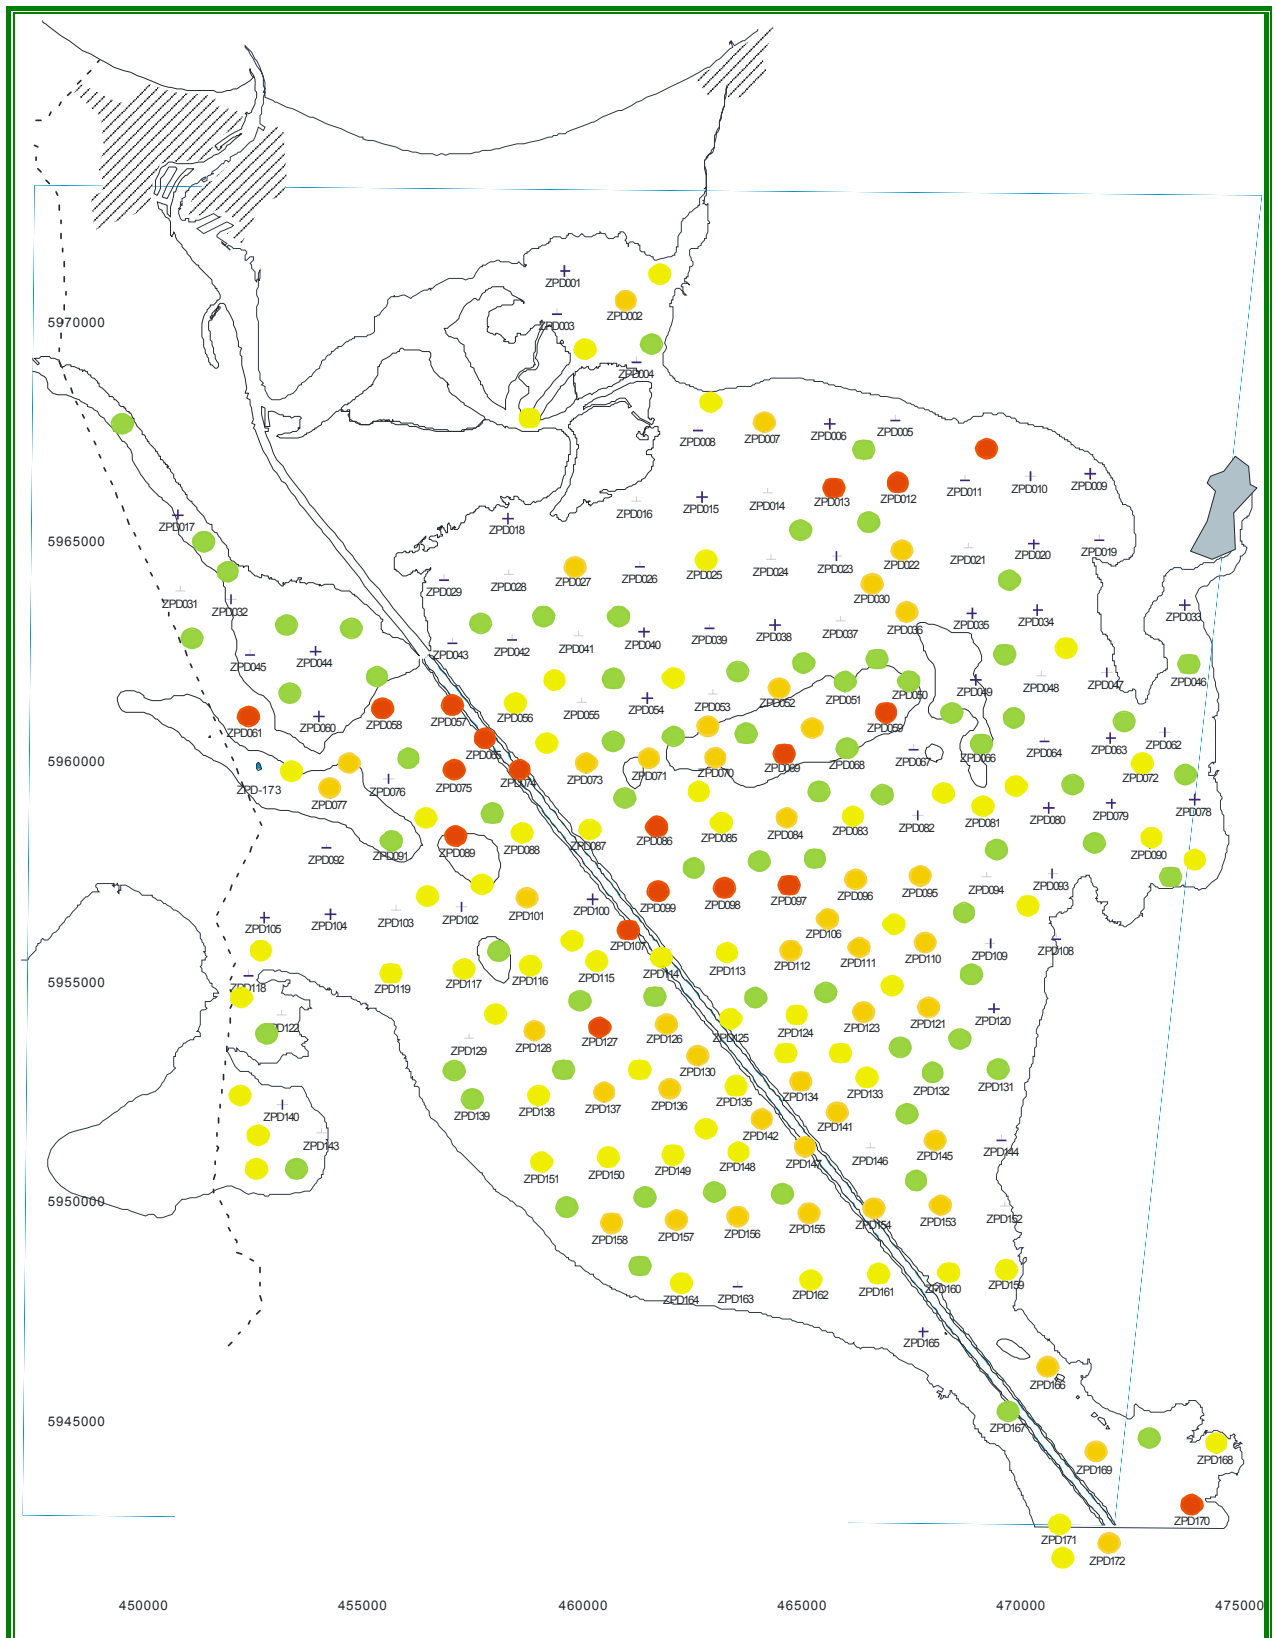 ZPD001
ZPD002
5970000
ZPD003
ZPD004
ZPD008 ZPD007 ZPD006 ZPD005
ZPD013 ZPD012 ZPD011 ZPD010 ZPD009
ZPD016 ZPD015 ZPD014
ZPD017 ZPD018
5965000
ZPD025 ZPD024 ZPD023 ZPD022 ZPD021 ZPD020 ZPD019
ZPD029 ZPD028 ZPD027 ZPD026
ZPD031 ZPD032 ZPD030 ZPD033
ZPD036 ZPD035 ZPD034
ZPD045 ZPD044 ZPD043 ZPD042 ZPD041 ZPD040 ZPD039 ZPD038 ZPD037
ZPD052 ZPD051 ZPD050 ZPD049 ZPD048 ZPD047 ZPD046
ZPD061 ZPD060 ZPD058 ZPD057 ZPD056 ZPD055 ZPD054 ZPD053
ZPD059
ZPD085 ZPD069 ZPD068 ZPD067 ZPD066 ZPD064 ZPD063 ZPD062
5960000
ZPD-173 ZPD077 ZPD076 ZPD075 ZPD074 ZPD073 ZPD071 ZPD070 ZPD072
ZPD084 ZPD083 ZPD082 ZPD081 ZPD080 ZPD079 ZPD078
ZPD092 ZPD091 ZPD089 ZPD088 ZPD087 ZPD086 ZPD085 ZPD090
ZPD099 ZPD098 ZPD097 ZPD096 ZPD095 ZPD094 ZPD093
ZPD105 ZPD104 ZPD103 ZPD102 ZPD101 ZPD100
ZPD107 ZPD106
ZPD114 ZPD113 ZPD112 ZPD111 ZPD110 ZPD109 ZPD108
5955000
ZPD118 ZPD119 ZPD117 ZPD116 ZPD115
ZPD122 ZPD125 ZPD124 ZPD123 ZPD121 ZPD120
ZPD129 ZPD128 ZPD127 ZPD126
ZPD130
ZPD140 ZPD139 ZPD138 ZPD137 ZPD136 ZPD135 ZPD134 ZPD133 ZPD132 ZPD131
ZPD143 ZPD142 ZPD141
ZPD151 ZPD150 ZPD149 ZPD148 ZPD147 ZPD146 ZPD145 ZPD144
5950000
ZPD158 ZPD157 ZPD156 ZPD155 ZPD154 ZPD153 ZPD152
ZPD164 ZPD163 ZPD162 ZPD161 ZPD160 ZPD159
ZPD165
ZPD166
5945000
ZPD167
ZPD169 ZPD168
ZPD170
ZPD171
ZPD172
450000 455000 460000 465000 470000 475000